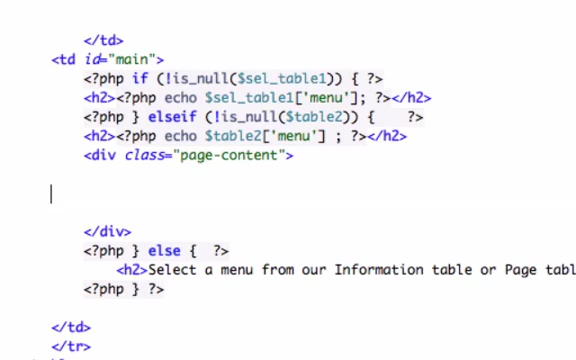 </td>
<td id="main">
<?php if (!is_null($sel_table1)) { ?>
<h2><?php echo $sel_table1['menu']; ?></h2>
<?php } elseif (!is_null($table2)) {    ?>
<h2><?php echo $table2['menu'] ; ?></h2>
<div class="page-content">
</div>
<?php } else {  ?>
<h2>Select a menu from our Information table or Page tabl
<?php } ?>
</td>
</tr>